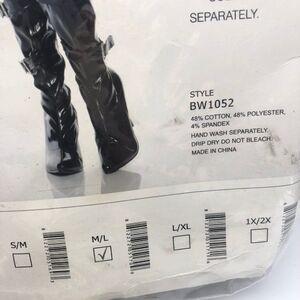 SEPARATELY.
STYLE
BW1052
48% COTTON, 48% POLYESTER,
4% SPANDEX
HAND WASH SEPARATELY.
DRIP DRY DO NOT BLEACH.
MADE IN CHINA
S/M
M/L
L/XL
1X/2X